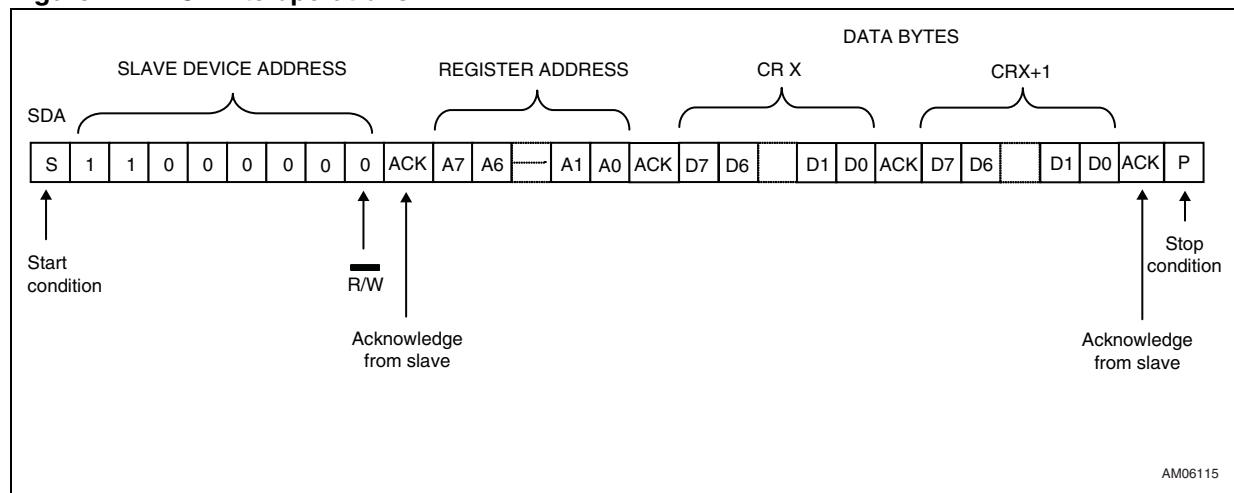 DATA BYTES
SLAVE DEVICE ADDRESS REGISTER ADDRESS CR X CRX+1
SDA
S 1 1 0 0 0 0 0 0 ACK A7 A6 A1 A0 ACK D7 D6 D1 D0 ACK D7 D6 D1 D0 ACK P
Start
condition
R/W
Acknowledge
from slave
Stop
condition
Acknowledge
from slave
AM06115